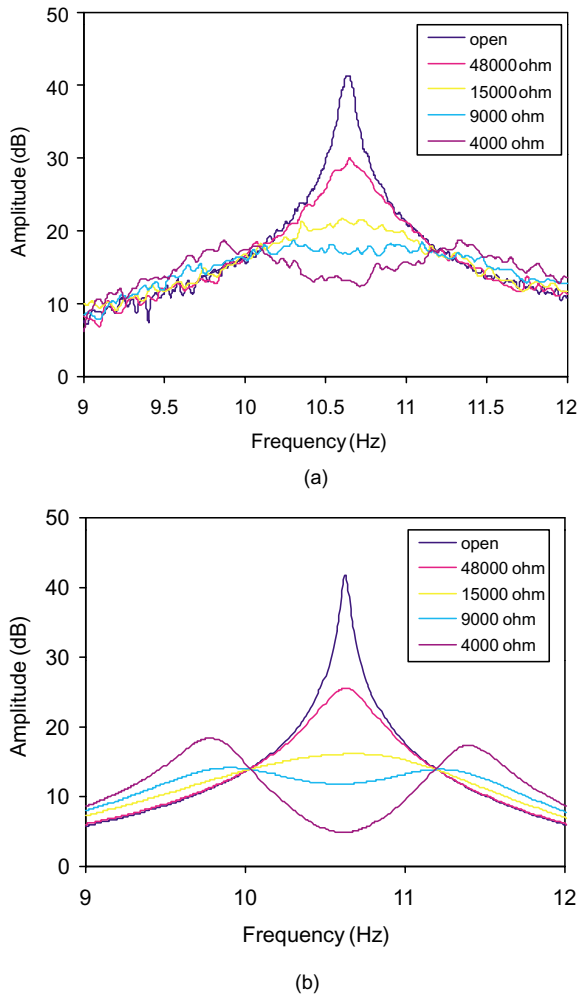 50
40
30
20
10
0
Amplitude (dB)
open
48000 ohm
15000 ohm
9000 ohm
4000 ohm
9
9.5
10
10.5
11
11.5
12
Frequency (Hz)
(a)
50
40
30
20
10
0
Amplitude (dB)
open
48000 ohm
15000 ohm
9000 ohm
4000 ohm
9
10
11
12
Frequency (Hz)
(b)